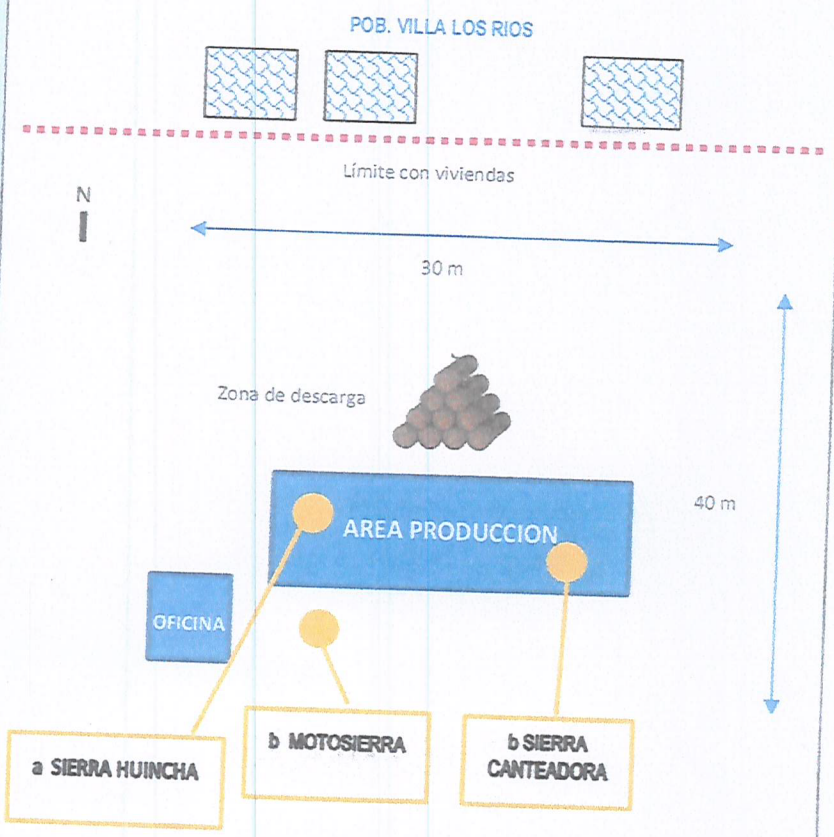 POB. VILLA LOS RIOS
Límite con viviendas
N
30 m
Zona de descarga
40 m
AREA PRODUCCION
OFICINA
a SIERRA HUINCHA
b MOTOSIERRA
b SIERRA
CANTEADORA